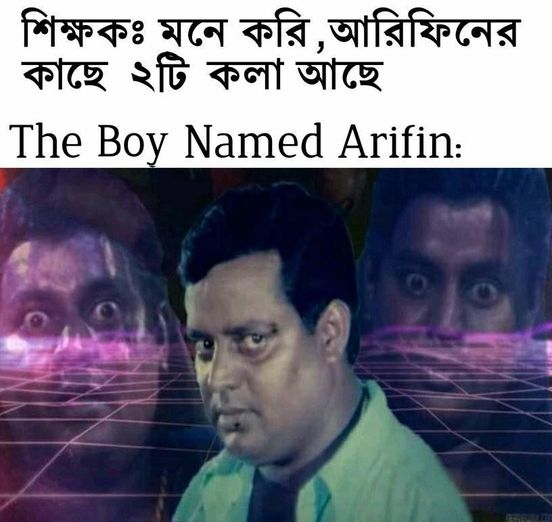 শিক্ষকঃ মনে করি,আরিফিনের
কাছে ২টি কলা আছে
The Boy Named Arifin: